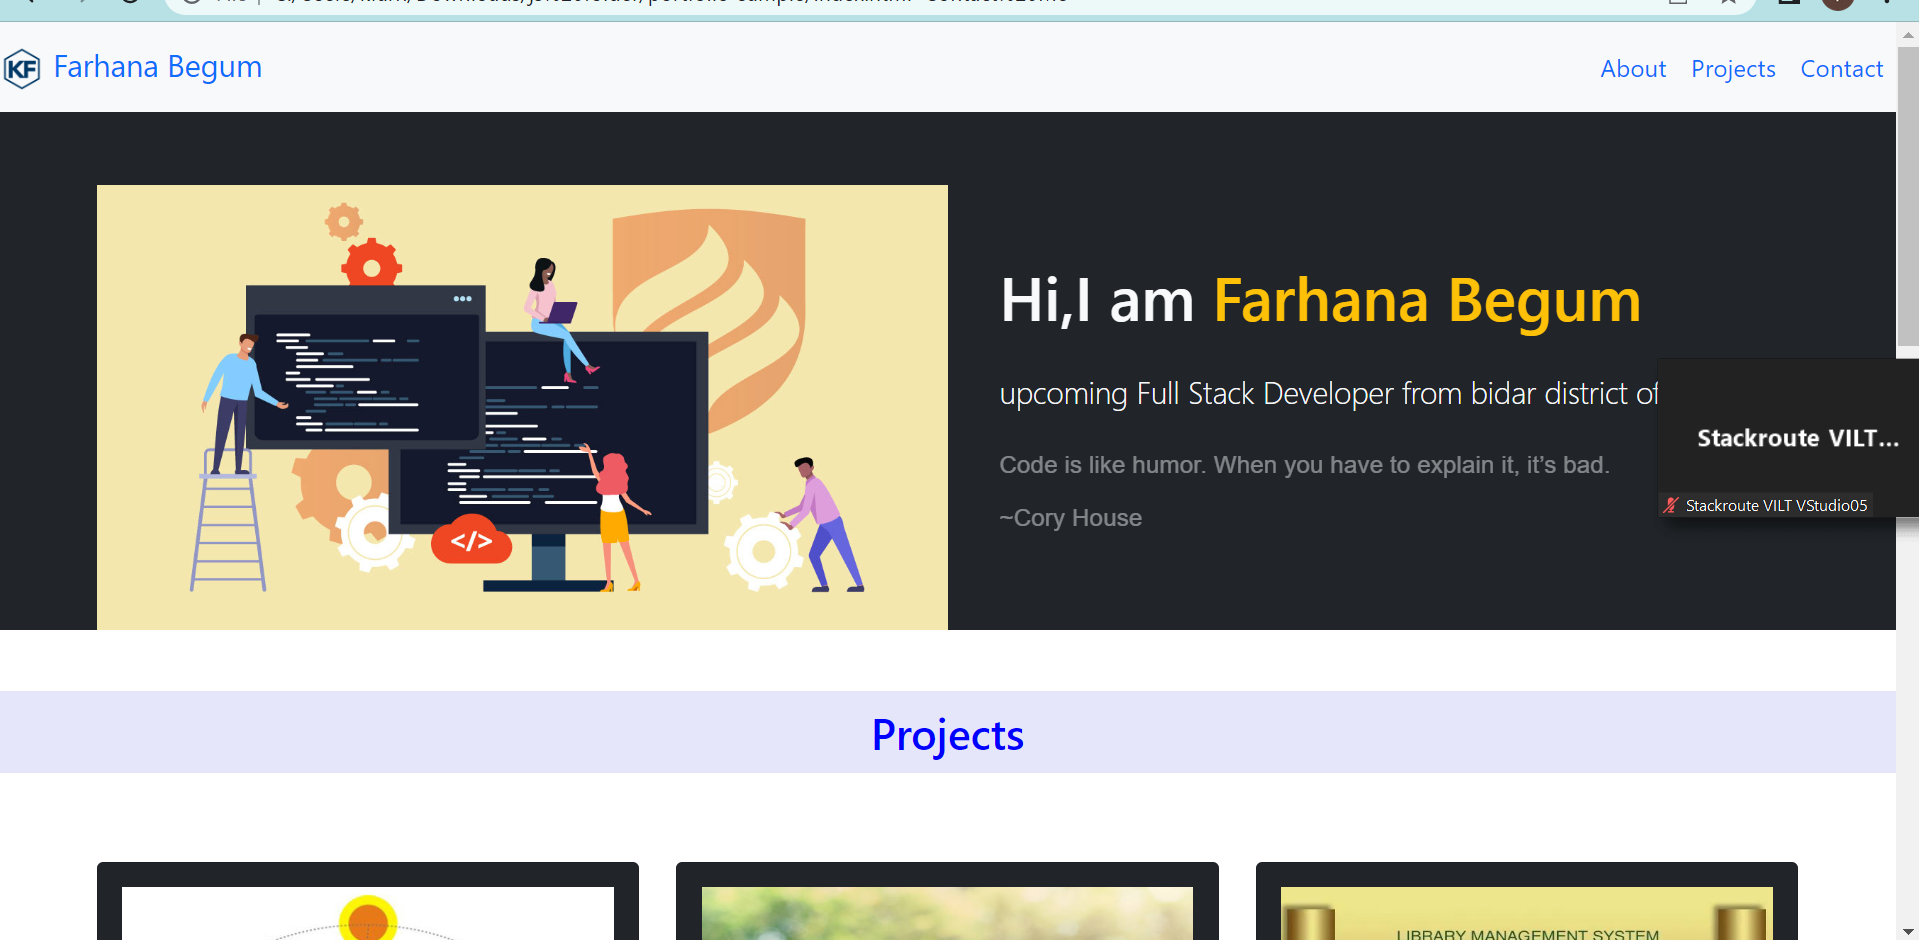 KF Farhana Begum
About Projects Contact
Hi,I am Farhana Begum
upcoming Full Stack Developer from bidar district of
Stackroute VILT...
Code is like humor. When you have to explain it, it's bad.
Stackroute VILT VStudio05
~Cory House
</>
Projects
LIBRARY MANAGEMENT SYSTEM